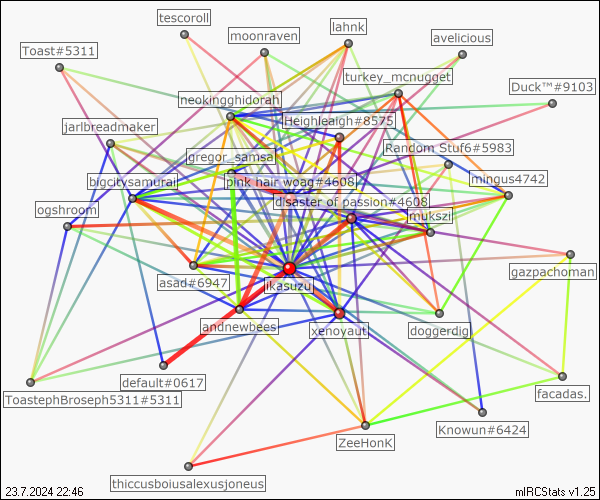 tescoroll
lahnk
moonraven
avelicious
Toast#5311
turkey_mcnugget
Duck™#9103
neokingghidorah
Heighleaigh#8575
jarlbreadmaker
Random Stuf6#5983
gregor_samsa
bigcitysamurai
pink hair woag#4608
mingus4742
disaster of passion#4608
ogshroom
mukszi
gazpachoman
asad#6947
ikasuzu
andnewbees
xenoyaut
doggerdig
default#0617
facadas.
ToastephBroseph5311#5311
Knowun#6424
ZeeHonK
thiccusboiusalexusjoneus
23.7.2024 22:46
mIRCStats v1.25